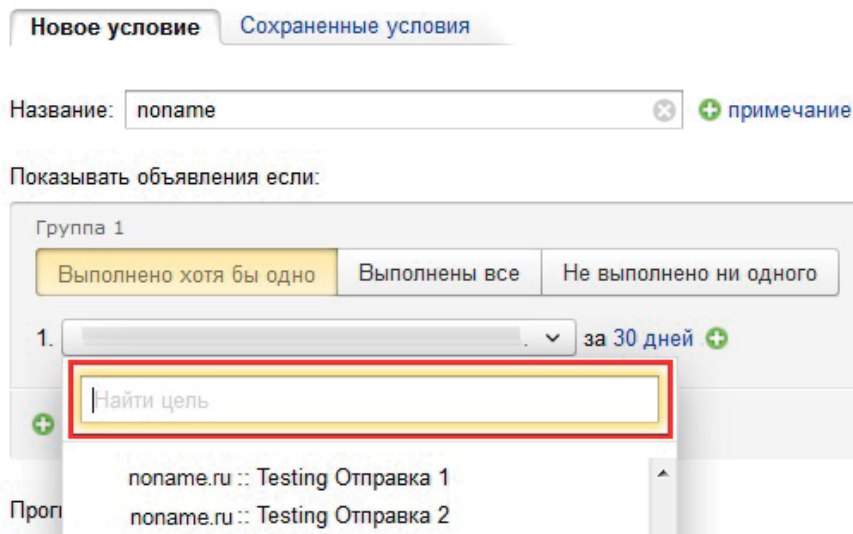 Новое условие Сохраненные условия
Название: noname примечание
Показывать объявления если:
Группа 1
Выполнено хотя бы одно Выполнены все Не выполнено ни одного
1. . за 30 дней
Найти цель
noname.ru :: Testing Отправка 1
noname.ru :: Testing Отправка 2